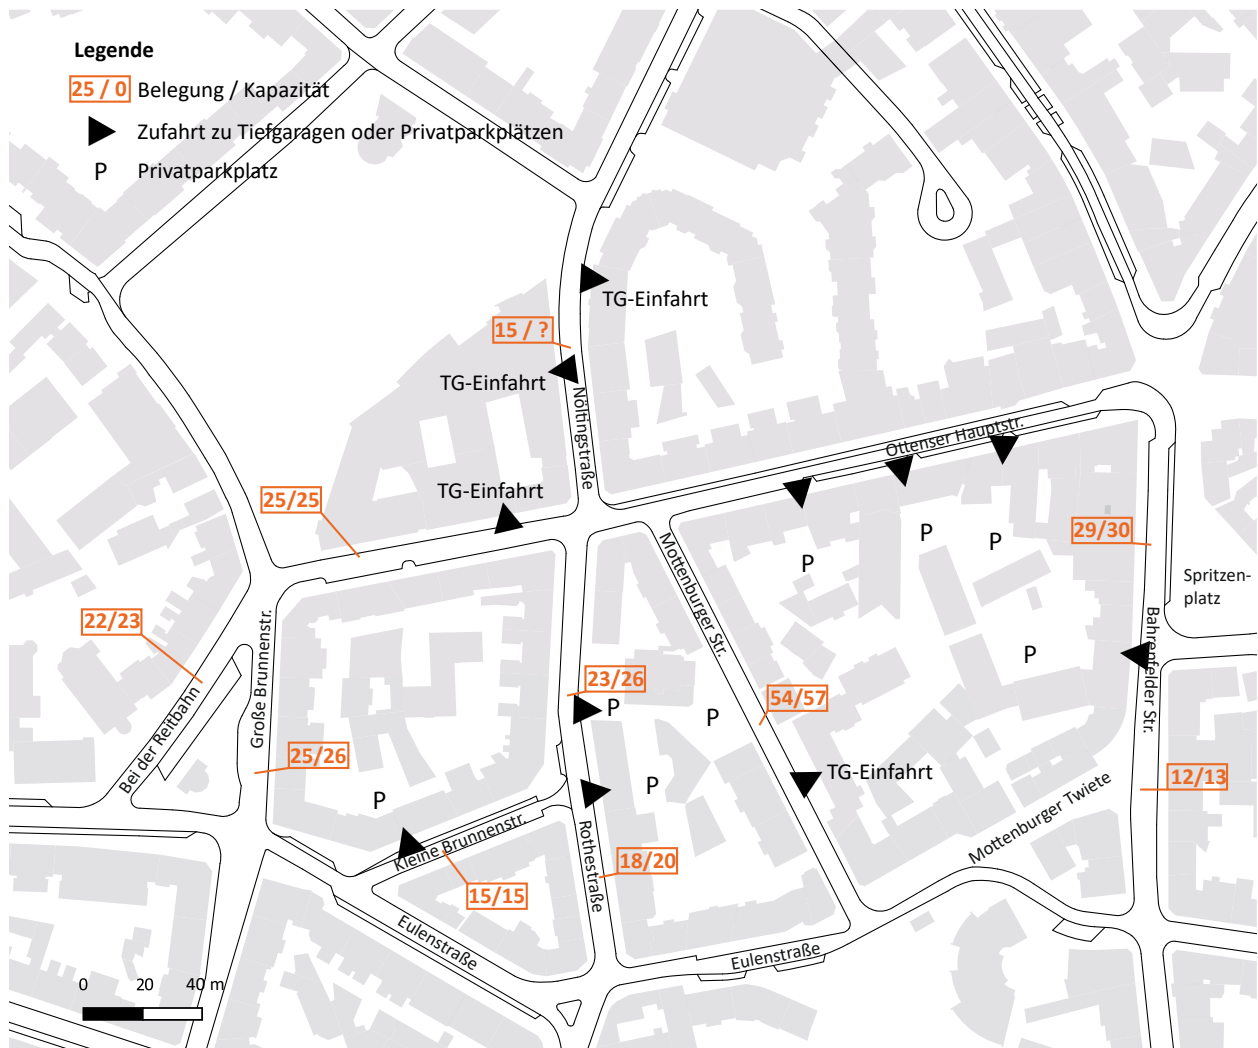 Legende
25 / 0 Belegung / Kapazität
Zufahrt zu Tiefgaragen oder Privatparkplätzen
P Privatparkplatz
TG-Einfahrt
15 / ?
TG-Einfahrt
Nöltingstraße
Ottenser Hauptstr.
TG-Einfahrt
25/25
29/30
P
P
P
Mottenburger Str.
Spritzen-
platz
22/23
Große Brunnenstr.
Bahrenfelder Str.
P
23/26
P
54/57
P
Bei der Reitbahn
25/26
TG-Einfahrt
12/13
P
P
Mottenburger Twiete
Kleine Brunnenstr.
Rothestraße
18/20
15/15
Eulenstraße
Eulenstraße
0 20 40 m